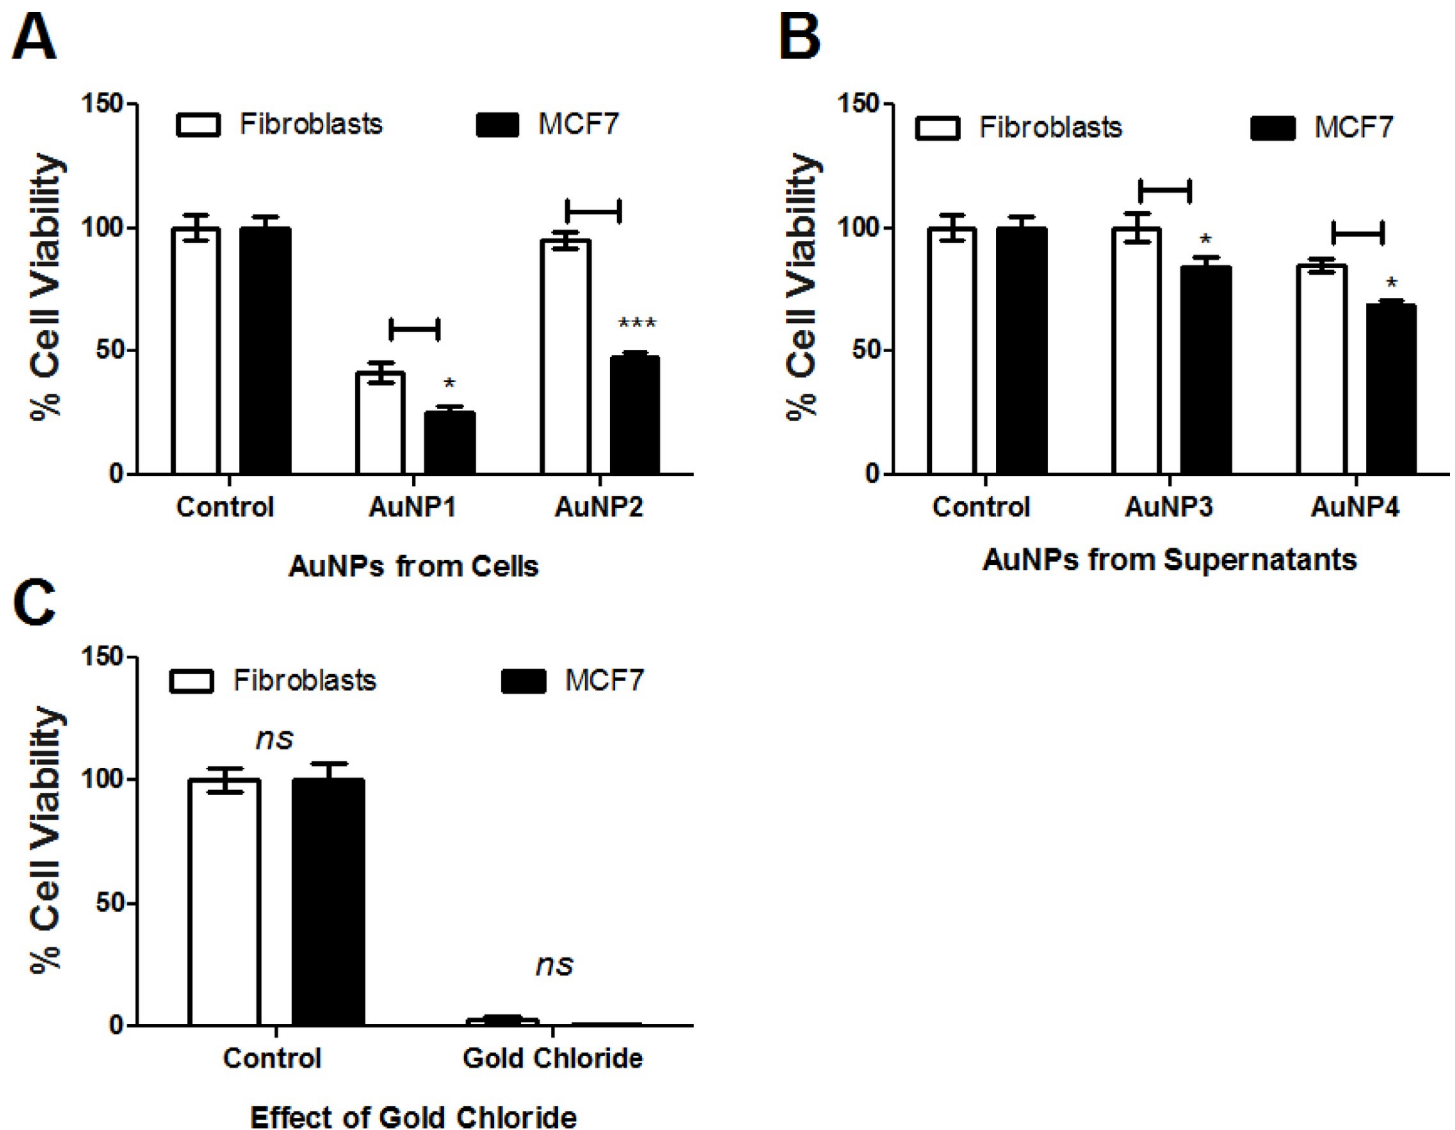 A
150
Fibroblasts MCF7
100
50
0
% Cell Viability
*
***
Control AuNP1 AuNP2
AuNPs from Cells
B
150
Fibroblasts MCF7
100
50
0
% Cell Viability
*
*
Control AuNP3 AuNP4
AuNPs from Supernatants
C
150
Fibroblasts MCF7
ns
100
50
0
% Cell Viability
ns
Control Gold Chloride
Effect of Gold Chloride